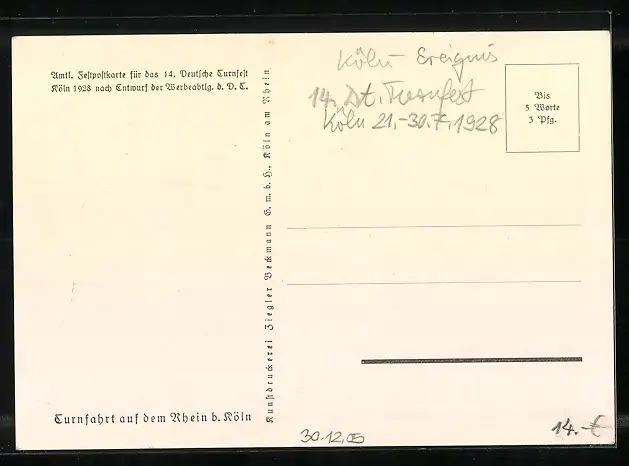 Amtl. Festpostkarte für das 14. Deutsche Turnfest
Köln 1928 nach Entwurf der Werbeabtlg. d. D. T.
Köln - Ereignis
14. Dt. Turnfest
in Köln 21.-30.7.1928
Bis
5 Worte
3 Pfg.
Kunstdruckerei Ziegler Beckmann G. m. b. H., Köln am Rhein
Turnfahrt auf dem Rhein b. Köln
30.12.05
14.-€